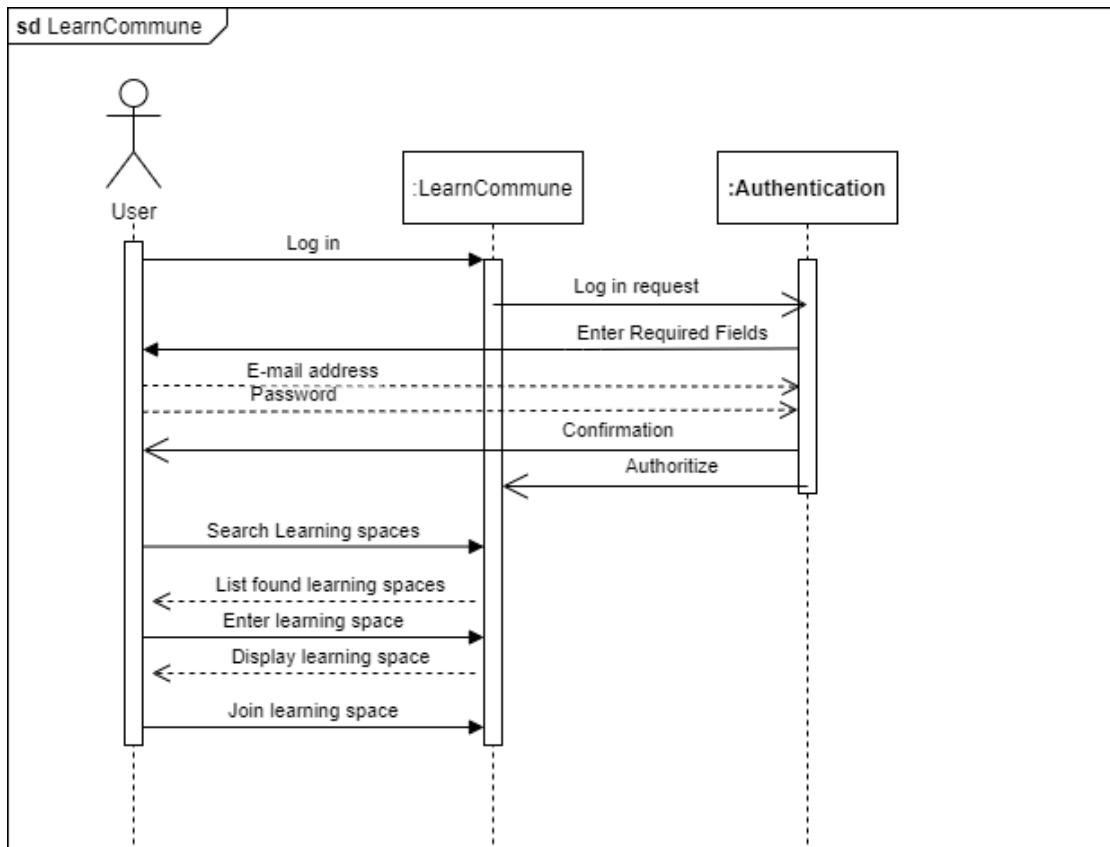 sd LearnCommune
User
:LearnCommune
:Authentication
Log in
Log in request
Enter Required Fields
E-mail address
Password
Confirmation
Authoritize
Search Learning spaces
List found learning spaces
Enter learning space
Display learning space
Join learning space